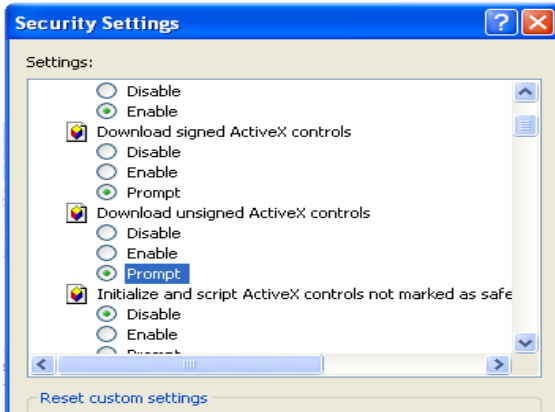 Security Settings
Settings:
Disable
Enable
Download signed ActiveX controls
Disable
Enable
Prompt
Download unsigned ActiveX controls
Disable
Enable
Prompt
Initialize and script ActiveX controls not marked as safe
Disable
Enable
Reset custom settings